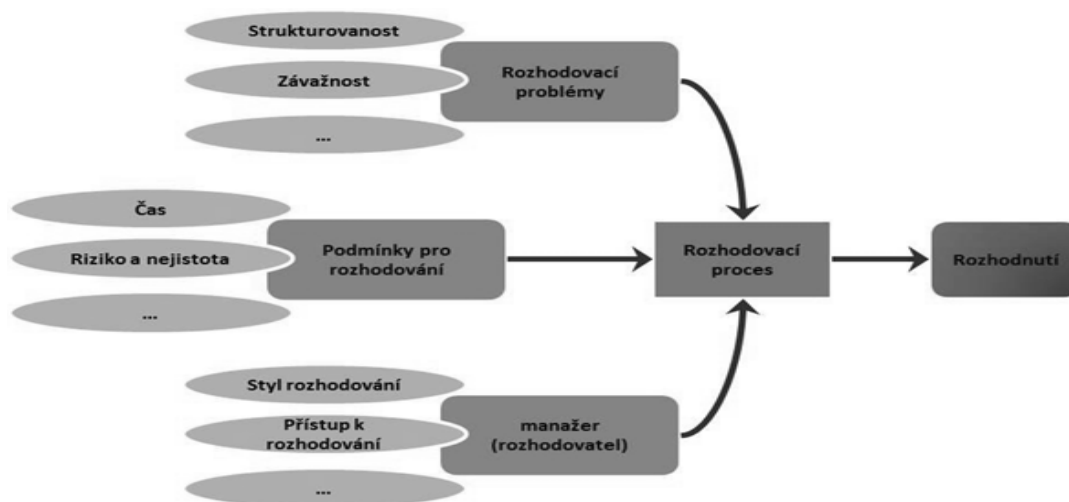 Strukturovanost
Závažnost
...
Rozhodovací
problémy
Čas
Riziko a nejistota
...
Podmínky pro
rozhodování
Rozhodovací
proces
Rozhodnutí
Styl rozhodování
Přístup k
rozhodování
...
manažer
(rozhodovatel)